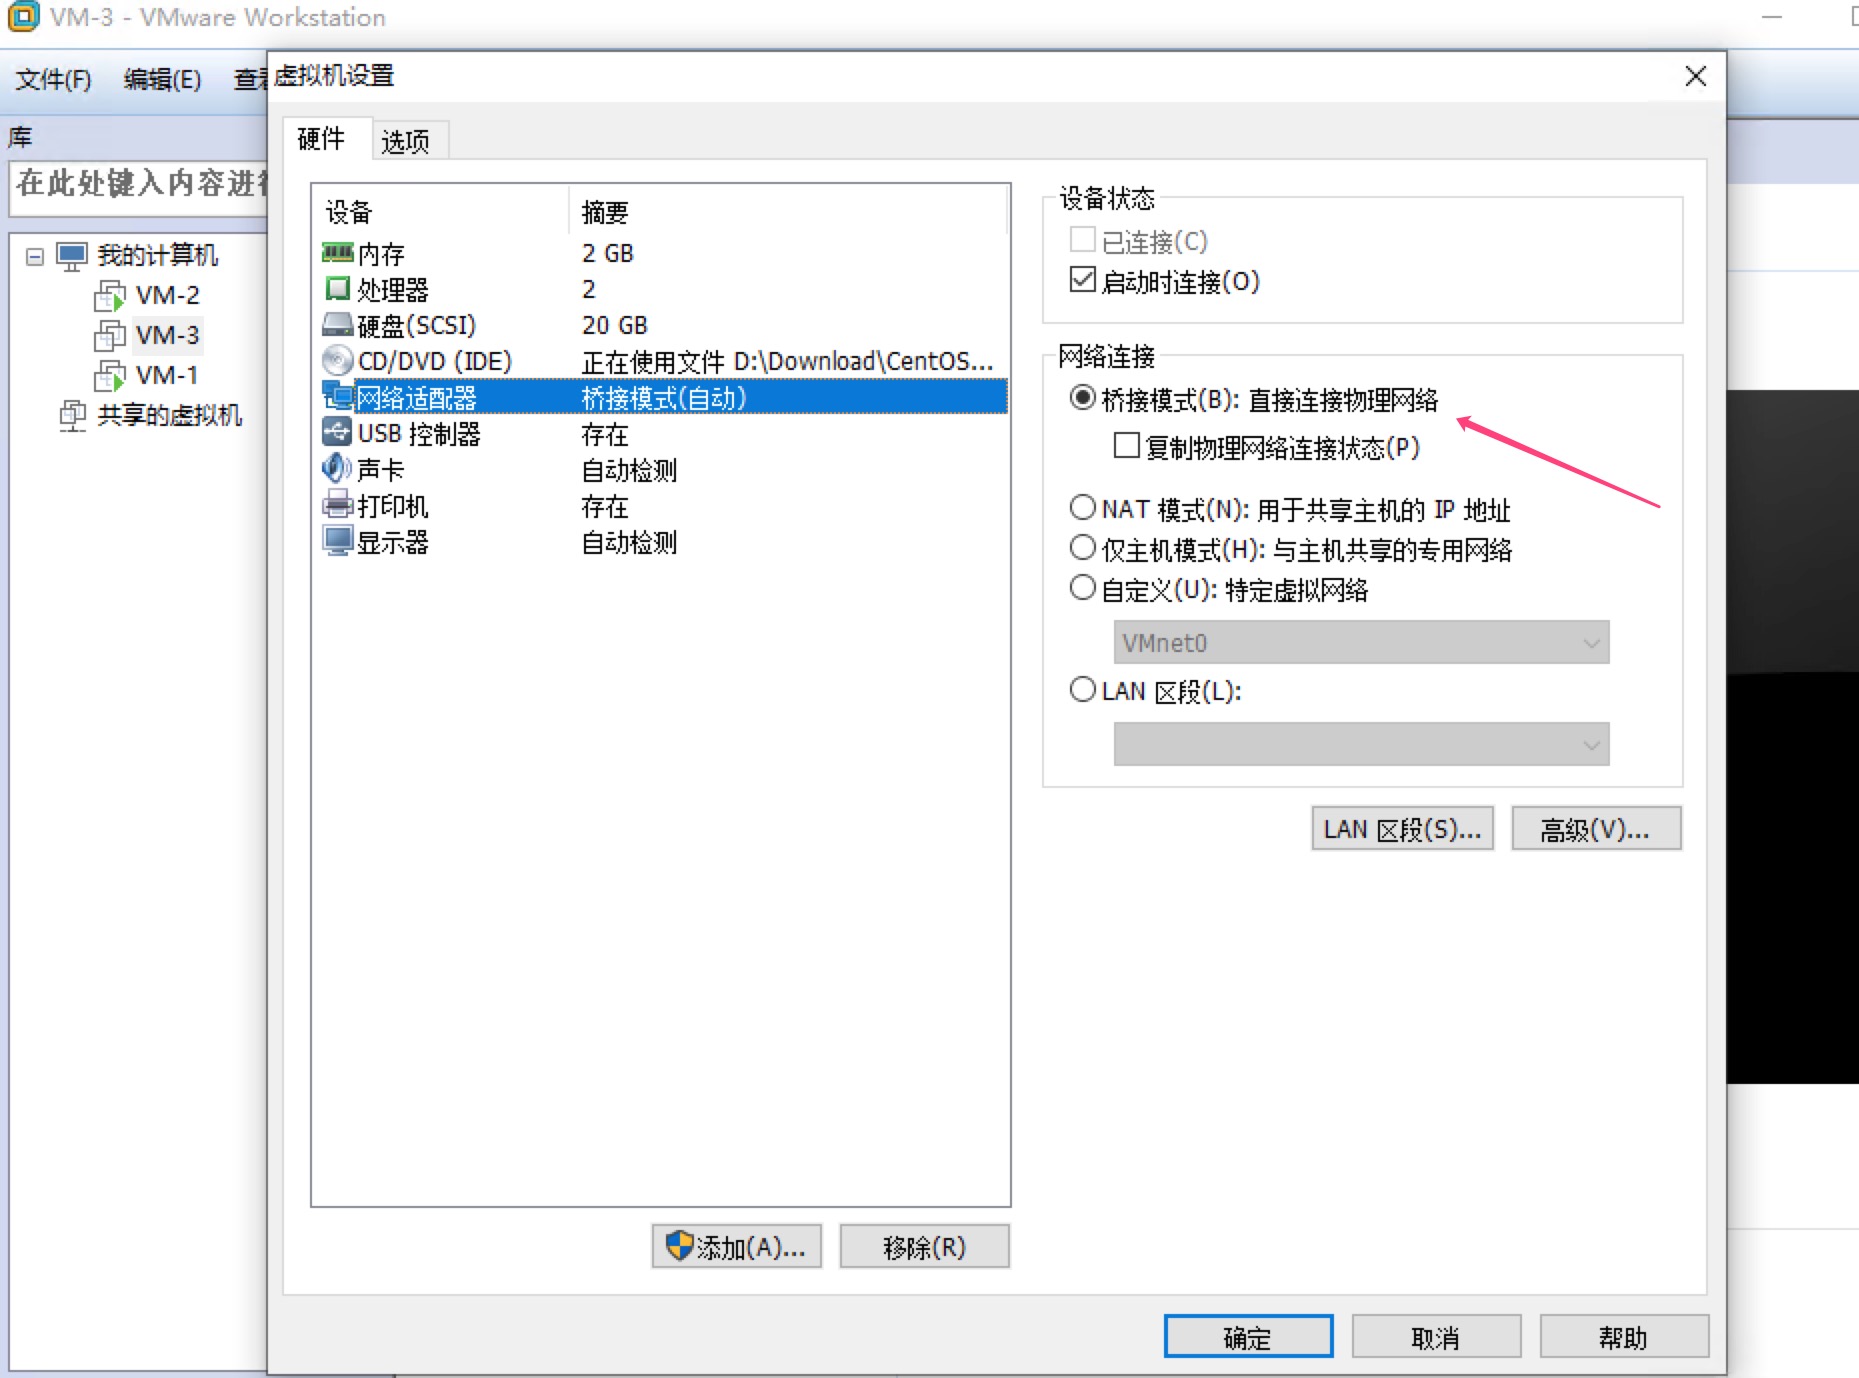 VM-3 - VMware Workstation
文件(F) 编辑(E) 查看
虚拟机设置
库
硬件 选项
在此处键入内容进行
我的计算机
VM-2
VM-3
VM-1
共享的虚拟机
设备 摘要
内存 2 GB
处理器 2
硬盘(SCSI) 20 GB
CD/DVD (IDE) 正在使用文件 D:\Download\CentOS...
网络适配器 桥接模式(自动)
USB 控制器 存在
声卡 自动检测
打印机 存在
显示器 自动检测
添加(A)... 移除(R)
设备状态
已连接(C)
启动时连接(O)
网络连接
桥接模式(B): 直接连接物理网络
复制物理网络连接状态(P)
NAT 模式(N): 用于共享主机的 IP 地址
仅主机模式(H): 与主机共享的专用网络
自定义(U): 特定虚拟网络
VMnet0
LAN 区段(L):
LAN 区段(S)... 高级(V)...
确定 取消 帮助